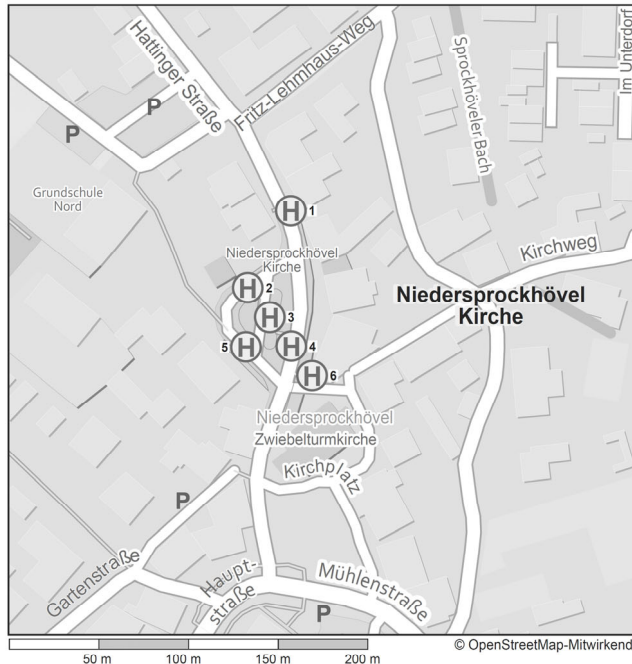 Hattinger Straße
Fritz-Lehmhaus-Weg
Sprockhöveler Bach
Im Unterdorf
P
P
Grundschule
Nord
H 1
Niedersprockhövel
Kirche
Kirchweg
H 2
Niedersprockhövel
Kirche
H 3
5 H
H 4
H 6
Niedersprockhövel
Zwiebelturmkirche
Kirchplatz
P
Gartenstraße
Haupt-
straße
Mühlenstraße
P
50 m
100 m
150 m
200 m
© OpenStreetMap-Mitwirkend